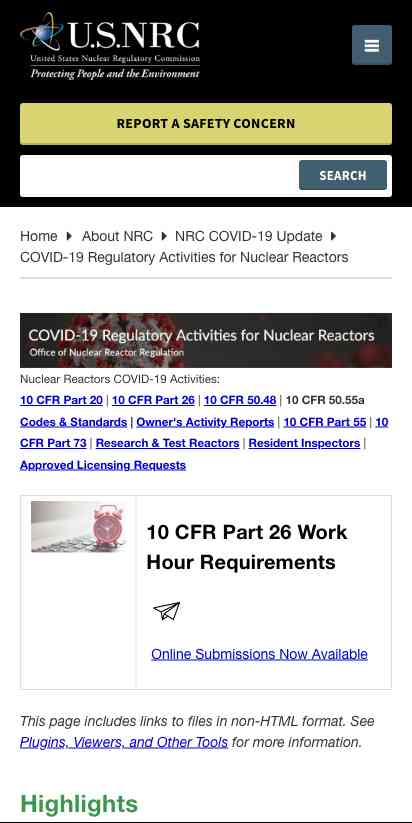 U.S.NRC
United States Nuclear Regulatory Commission
Protecting People and the Environment
REPORT A SAFETY CONCERN
SEARCH
Home About NRC NRC COVID-19 Update
COVID-19 Regulatory Activities for Nuclear Reactors
COVID-19 Regulatory Activities for Nuclear Reactors
Office of Nuclear Reactor Regulation
Nuclear Reactors COVID-19 Activities:
10 CFR Part 20 | 10 CFR Part 26 | 10 CFR 50.48 | 10 CFR 50.55a
Codes & Standards | Owner's Activity Reports | 10 CFR Part 55 | 10
CFR Part 73 | Research & Test Reactors | Resident Inspectors |
Approved Licensing Requests
10 CFR Part 26 Work
Hour Requirements
Online Submissions Now Available
This page includes links to files in non-HTML format. See
Plugins, Viewers, and Other Tools for more information.
Highlights